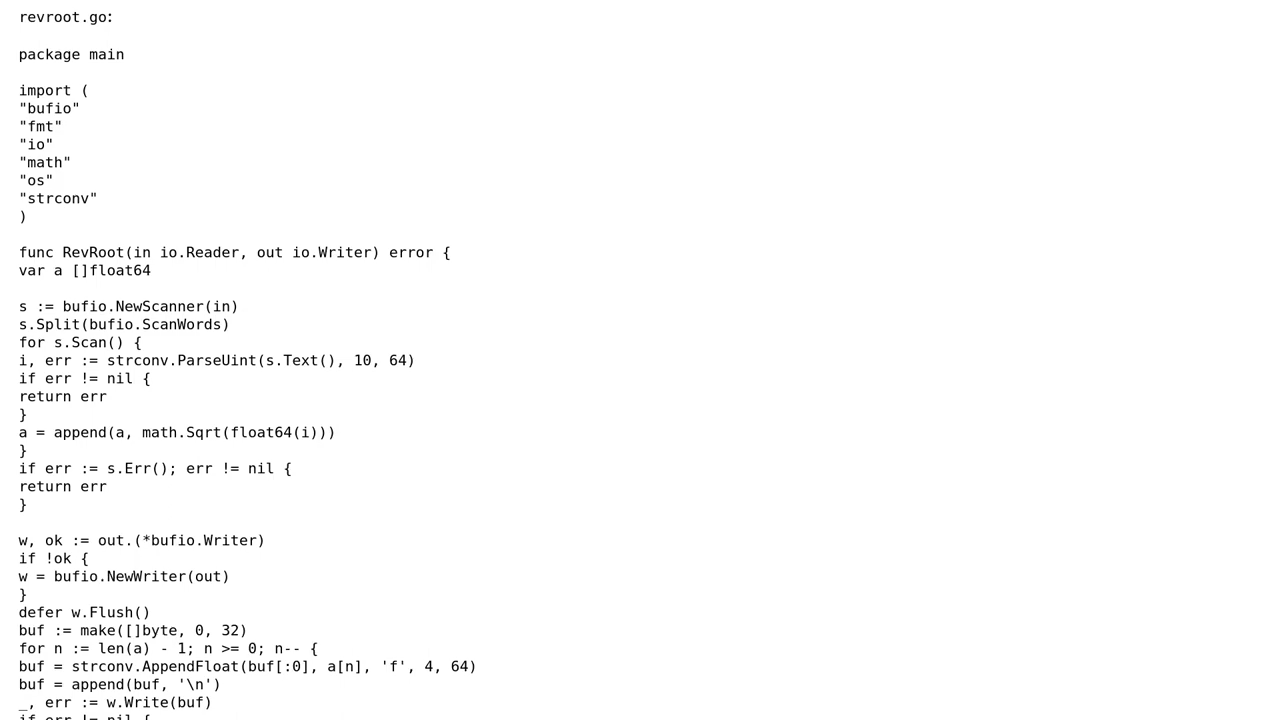 revroot.go:
package main
import (
"bufio"
"fmt"
"io"
"math"
"os"
"strconv"
)
func RevRoot(in io.Reader, out io.Writer) error {
var a []float64
s := bufio.NewScanner(in)
s.Split(bufio.ScanWords)
for s.Scan() {
i, err := strconv.ParseUint(s.Text(), 10, 64)
if err != nil {
return err
}
a = append(a, math.Sqrt(float64(i)))
}
if err := s.Err(); err != nil {
return err
}
w, ok := out.(*bufio.Writer)
if !ok {
w = bufio.NewWriter(out)
}
defer w.Flush()
buf := make([]byte, 0, 32)
for n := len(a) - 1; n >= 0; n-- {
buf = strconv.AppendFloat(buf[:0], a[n], 'f', 4, 64)
buf = append(buf, '\n')
_, err := w.Write(buf)
if err != nil {